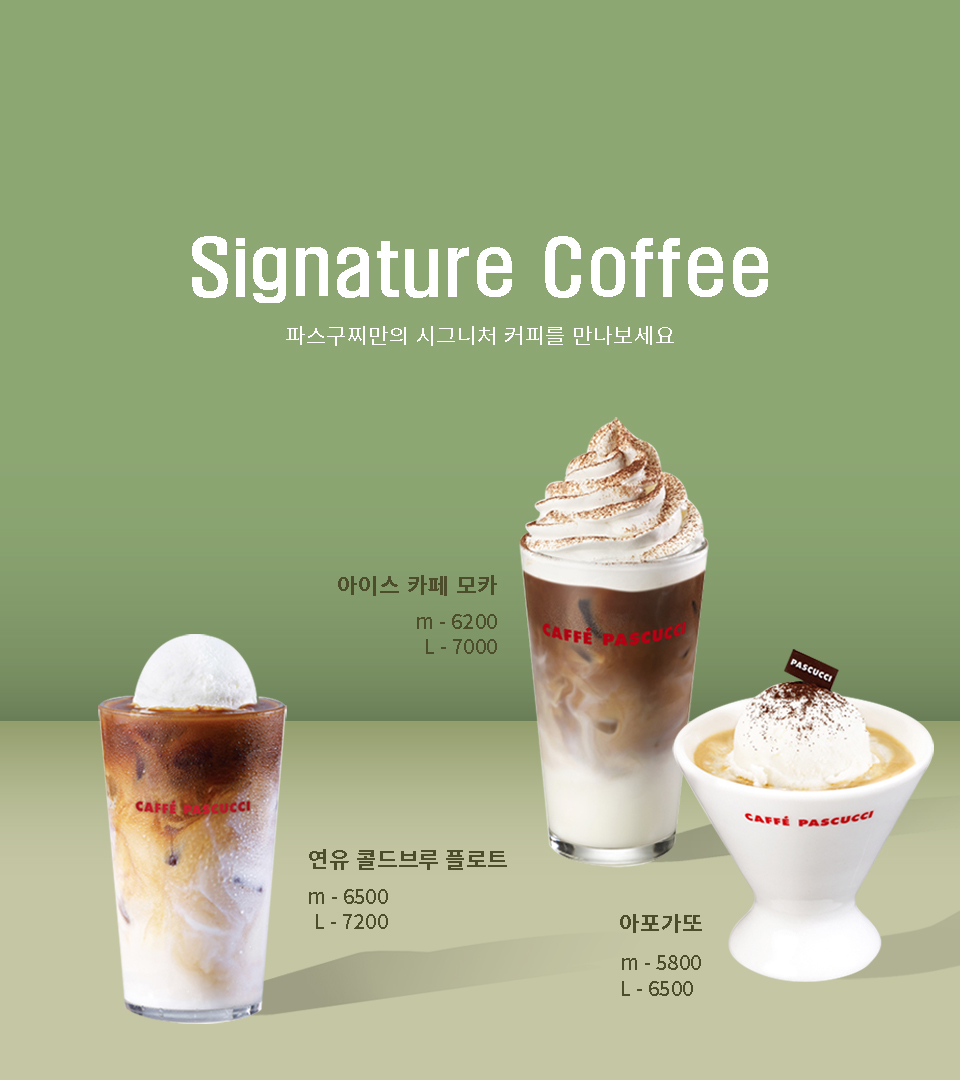 Signature Coffee
파스구찌만의 시그니처 커피를 만나보세요
아이스 카페 모카
m - 6200
L - 7000
CAFFÉ PASCUCCI
PASCUCCI
CAFFÉ PASCUCCI
CAFFÉ PASCUCCI
연유 콜드브루 플로트
m - 6500
L - 7200
아포가또
m - 5800
L - 6500